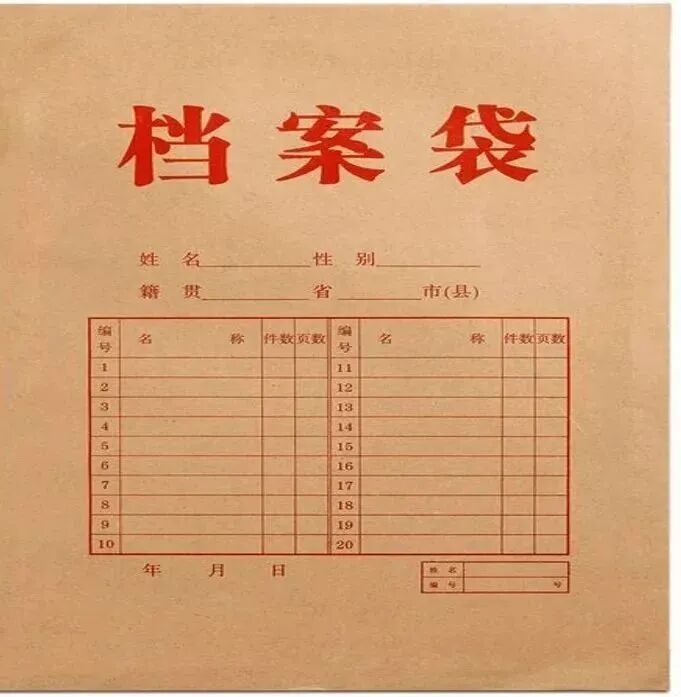 档案袋
姓 名 性 别
籍 贯 省 市(县)
编号 名 称 件数 页数 编号 名 称 件数 页数
1 11
2 12
3 13
4 14
5 15
6 16
7 17
8 18
9 19
10 20
年 月 日
姓 名
编 号 号